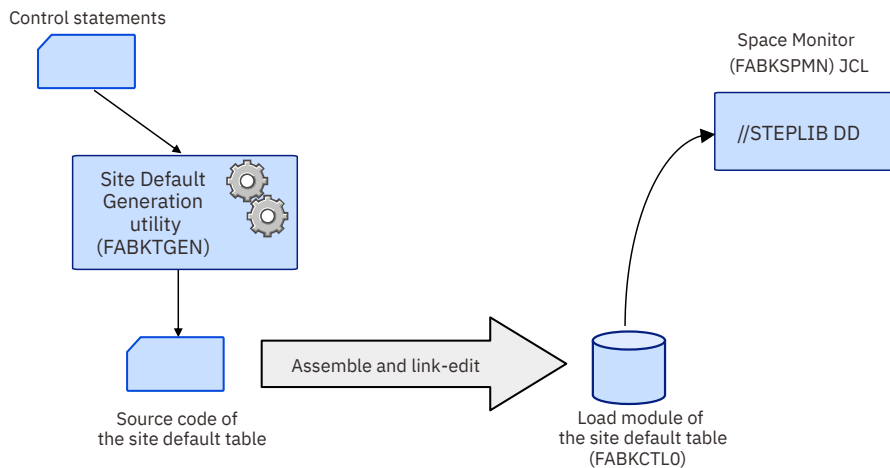 Control statements
Space Monitor
(FABKSPMN) JCL
//STEPLIB DD
Site Default
Generation
utility
(FABKTGEN)
Assemble and link-edit
Source code of
the site default table
Load module of
the site default table
(FABKCTL0)